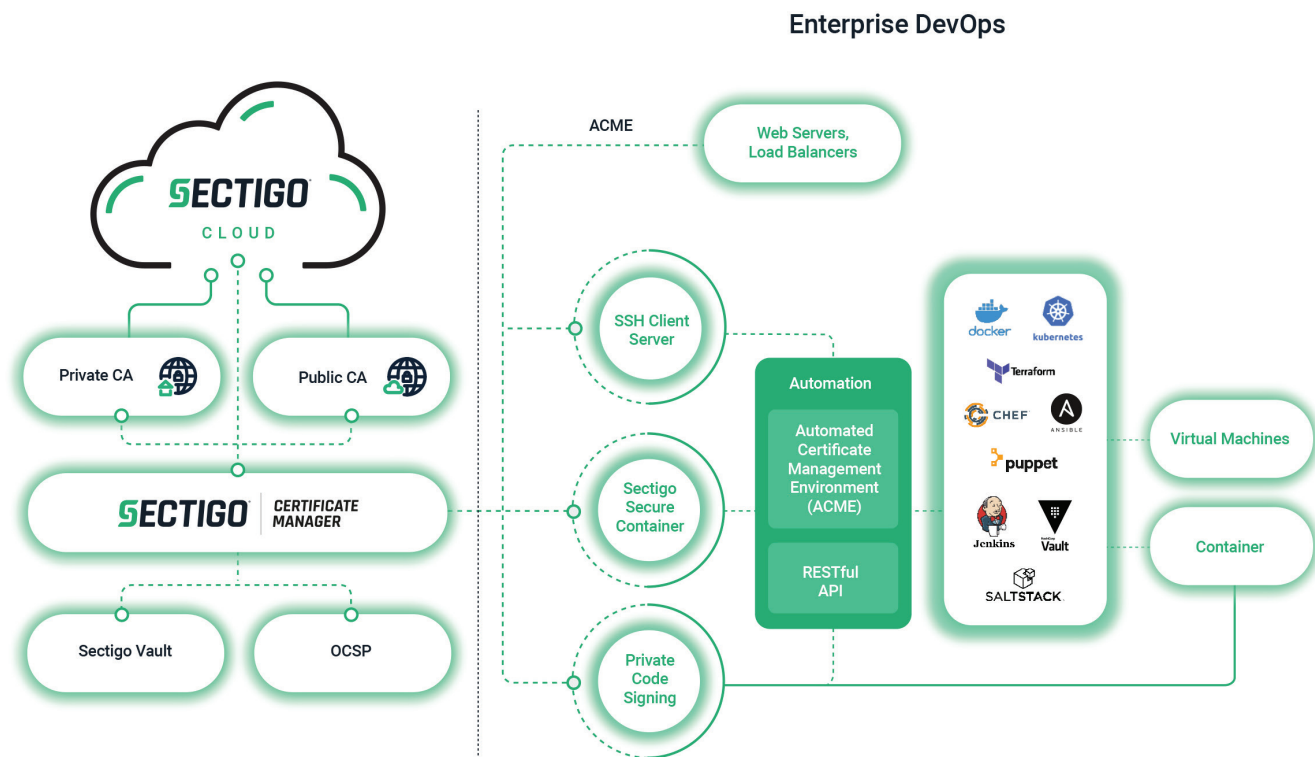 Enterprise DevOps
SECTIGO
CLOUD
Private CA
Public CA
SECTIGO
CERTIFICATE
MANAGER
Sectigo Vault
OCSP
ACME
Web Servers,
Load Balancers
SSH Client
Server
Sectigo
Secure
Container
Private
Code
Signing
Automation
Automated
Certificate
Management
Environment
(ACME)
RESTful
API
docker
kubernetes
Terraform
CHEF
ANSIBLE
puppet
Jenkins
HashiCorp
Vault
SALTSTACK
Virtual Machines
Container